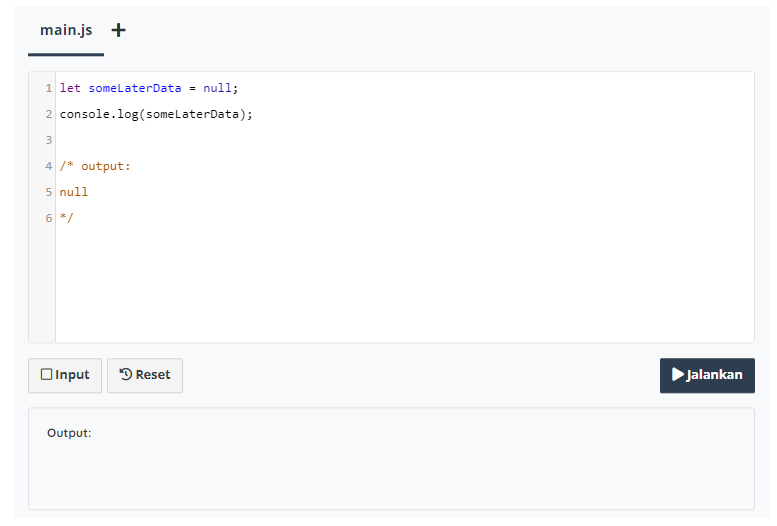 main.js +
1 let someLaterData = null;
2 console.log(someLaterData);
3
4 /* output:
5 null
6 */
Input
Reset
Jalankan
Output: